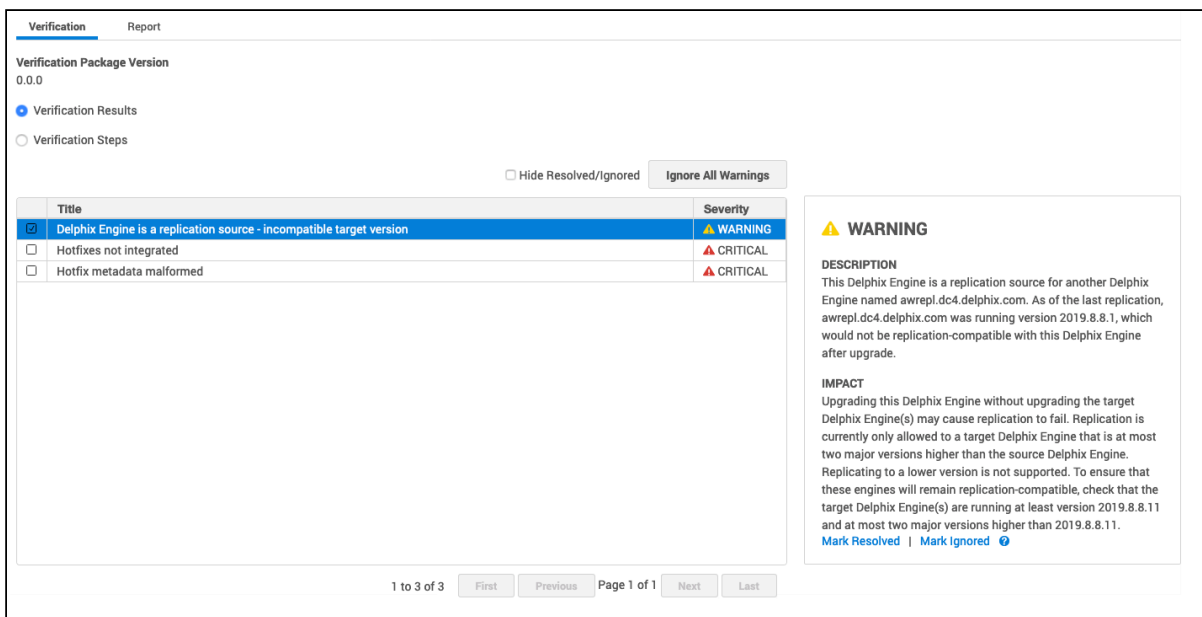 Verification Report
Verification Package Version
0.0.0
Verification Results
Verification Steps
Hide Resolved/Ignored Ignore All Warnings
Title Severity
Delphix Engine is a replication source - incompatible target version WARNING
Hotfixes not integrated CRITICAL
Hotfix metadata malformed CRITICAL
WARNING
DESCRIPTION
This Delphix Engine is a replication source for another Delphix
Engine named awrepl.dc4.delphix.com. As of the last replication,
awrepl.dc4.delphix.com was running version 2019.8.8.1, which
would not be replication-compatible with this Delphix Engine
after upgrade.
IMPACT
Upgrading this Delphix Engine without upgrading the target
Delphix Engine(s) may cause replication to fail. Replication is
currently only allowed to a target Delphix Engine that is at most
two major versions higher than the source Delphix Engine.
Replicating to a lower version is not supported. To ensure that
these engines will remain replication-compatible, check that the
target Delphix Engine(s) are running at least version 2019.8.8.11
and at most two major versions higher than 2019.8.8.11.
Mark Resolved | Mark Ignored ?
1 to 3 of 3 First Previous Page 1 of 1 Next Last